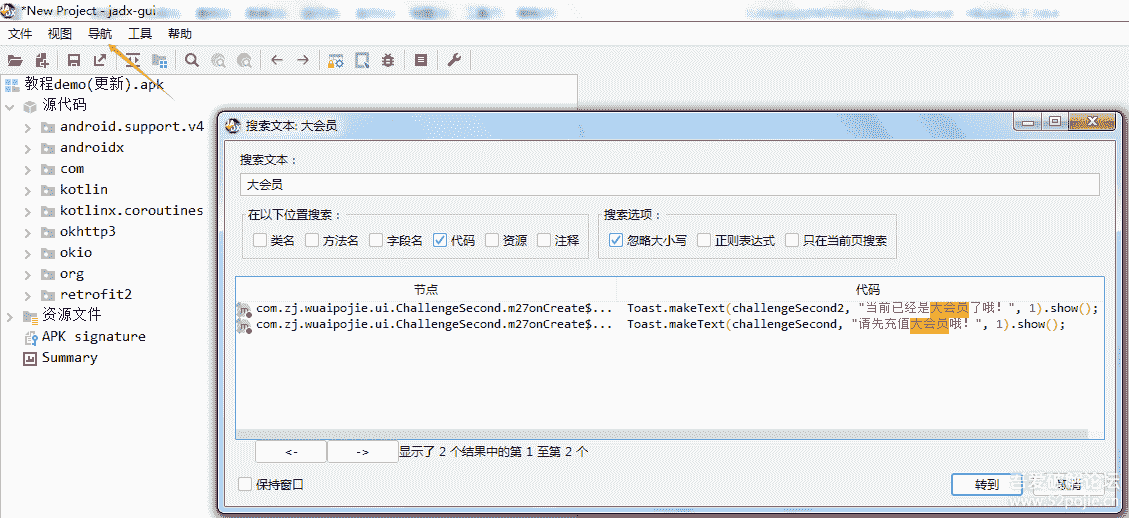 *New Project - jadx-gui
文件 视图 导航 工具 帮助
教程demo(更新).apk
源代码
android.support.v4
androidx
com
kotlin
kotlinx.coroutines
okhttp3
okio
org
retrofit2
资源文件
APK signature
Summary
搜索文本: 大会员
搜索文本：
大会员
在以下位置搜索： 搜索选项：
类名 方法名 字段名 代码 资源 注释 忽略大小写 正则表达式 只在当前页搜索
节点 代码
com.zj.wuaipojie.ui.ChallengeSecond.m27onCreate$... Toast.makeText(challengeSecond2, "当前已经是大会员了哦！", 1).show();
com.zj.wuaipojie.ui.ChallengeSecond.m27onCreate$... Toast.makeText(challengeSecond, "请先充值大会员哦！", 1).show();
<- -> 显示了 2 个结果中的第 1 至第 2 个
保持窗口 转到 取消
吾爱破解论坛
www.52pojie.cn